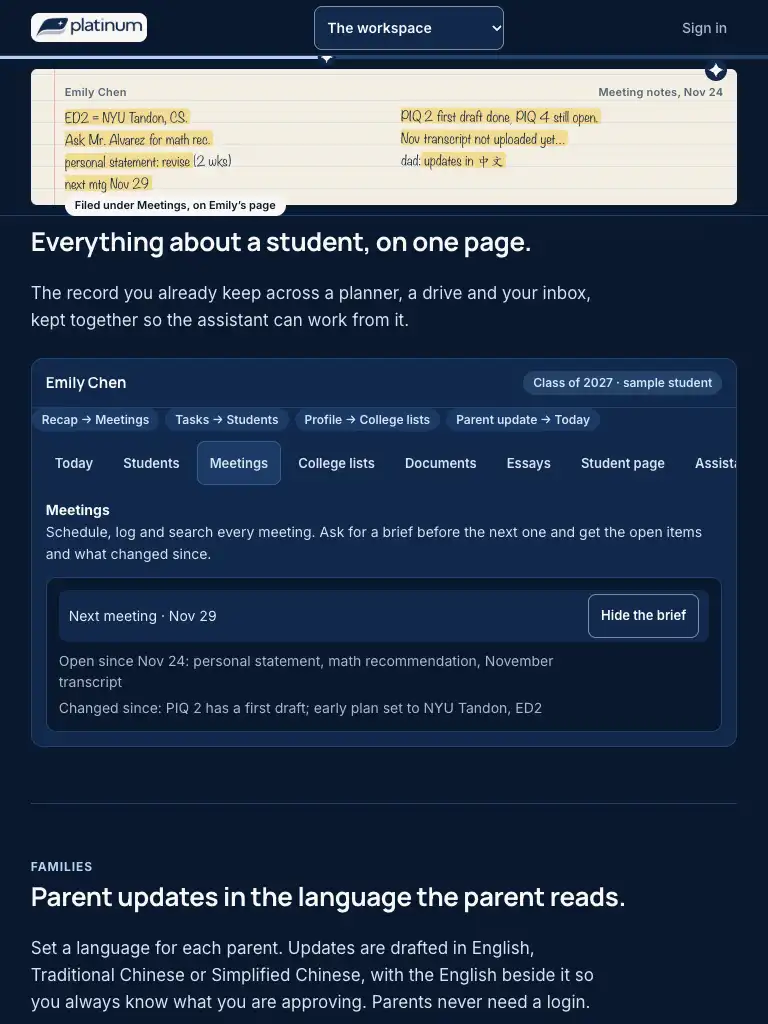 platinum
The workspace
Sign in
Emily Chen
Meeting notes, Nov 24
ED2 = NYU Tandon, CS.
Ask Mr. Alvarez for math rec.
personal statement: revise (2 wks)
next mtg Nov 29
PIQ 2 first draft done, PIQ 4 still open.
Nov transcript not uploaded yet...
dad: updates in 中文
Filed under Meetings, on Emily's page
Everything about a student, on one page.
The record you already keep across a planner, a drive and your inbox,
kept together so the assistant can work from it.
Emily Chen
Class of 2027 · sample student
Recap → Meetings
Tasks → Students
Profile → College lists
Parent update → Today
Today
Students
Meetings
College lists
Documents
Essays
Student page
Assista
Meetings
Schedule, log and search every meeting. Ask for a brief before the next one and get the open items
and what changed since.
Next meeting · Nov 29
Hide the brief
Open since Nov 24: personal statement, math recommendation, November
transcript
Changed since: PIQ 2 has a first draft; early plan set to NYU Tandon, ED2
FAMILIES
Parent updates in the language the parent reads.
Set a language for each parent. Updates are drafted in English,
Traditional Chinese or Simplified Chinese, with the English beside it so
you always know what you are approving. Parents never need a login.